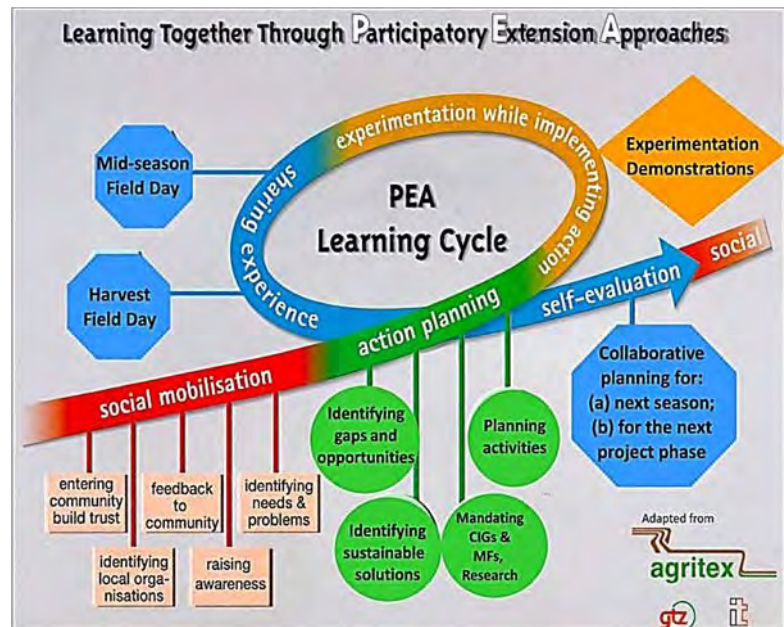 Learning Together Through Participatory Extension Approaches
experimentation while implementing action
Experimentation
Demonstrations
Mid-season
Field Day
sharing experience
PEA
Learning Cycle
Harvest
Field Day
social mobilisation
action planning
self-evaluation
social
Identifying
gaps and
opportunities
Planning
activities
Collaborative
planning for:
(a) next season;
(b) for the next
project phase
entering
community
build trust
feedback
to
community
identifying
needs &
problems
identifying
local orga-
nisations
raising
awareness
Identifying
sustainable
solutions
Mandating
CIGs &
MFs,
Research
Adapted from
agritex
gtz
it